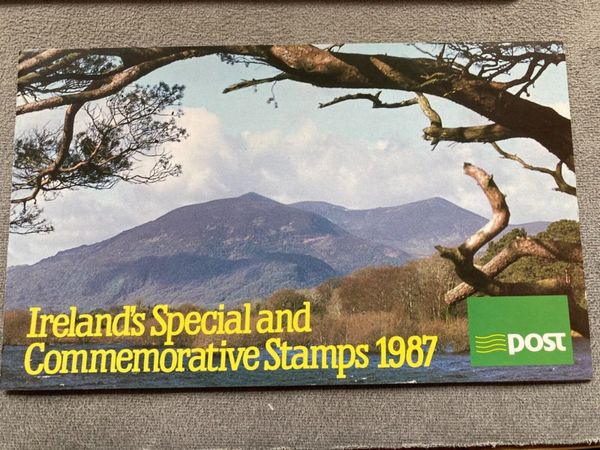 Ireland's Special and
Commemorative Stamps 1987
post